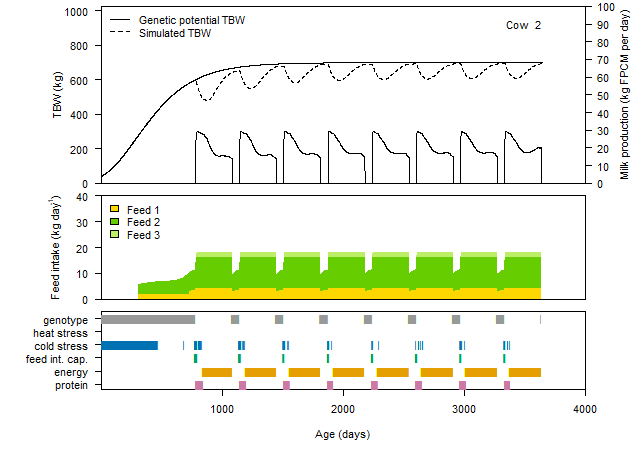 Genetic potential TBW
Simulated TBW
Cow 2
TBW (kg)
1000
800
600
400
200
0
100
90
80
70
60
50
40
30
20
10
0
Milk production (kg FPCM per day)
Feed 1
Feed 2
Feed 3
Feed intake (kg day⁻¹)
40
30
20
10
0
genotype
heat stress
cold stress
feed int. cap.
energy
protein
1000 2000 3000 4000
Age (days)